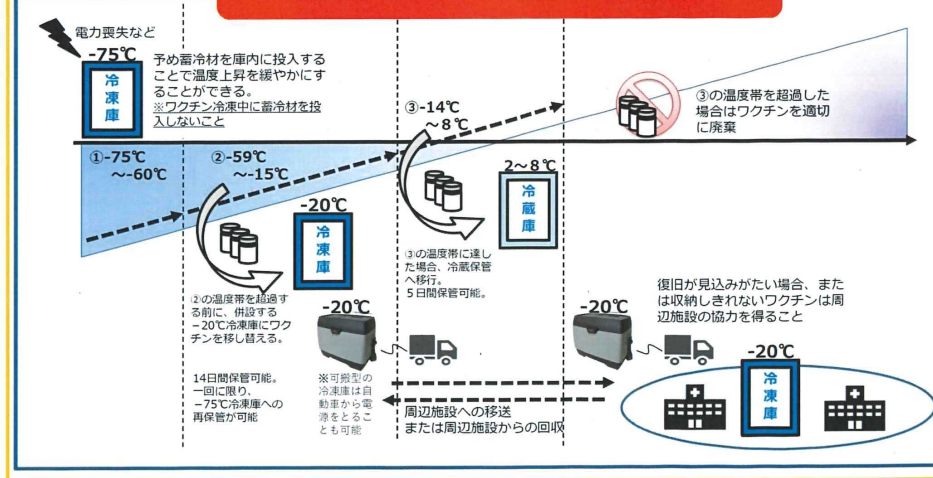 電力喪失など
-75℃
冷凍庫
予め蓄冷材を庫内に投入する
ことで温度上昇を緩やかにす
ることができる。
※ワクチン冷凍中に蓄冷材を投
入しないこと
③-14℃
～8℃
③の温度帯を超過した
場合はワクチンを適切
に廃棄
①-75℃
～-60℃
②-59℃
～-15℃
-20℃
冷凍庫
2～8℃
冷蔵庫
②の温度帯を超過す
る前に、併設する
－20℃冷凍庫にワク
チンを移し替える。
14日間保管可能。
一回に限り、
－75℃冷凍庫への
再保管が可能
③の温度帯に達し
た場合、冷蔵保管
へ移行。
5日間保管可能。
-20℃
※可搬型の
冷凍庫は自
動車から電
源をとるこ
とも可能
周辺施設への移送
または周辺施設からの回収
-20℃
復旧が見込みがたい場合、また
は収納しきれないワクチンは周
辺施設の協力を得ること
-20℃
冷凍庫